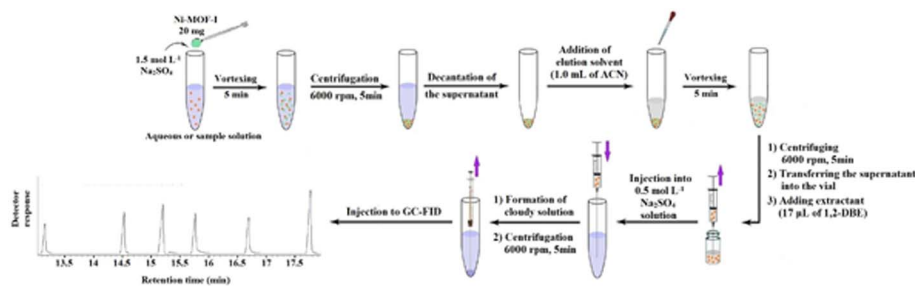 Ni-MOF-I
20 mg
1.5 mol L-1
Na2SO4
Vortexing
5 min
Aqueous or sample solution
Centrifugation
6000 rpm, 5min
Decantation of
the supernatant
Addition of
elution solvent
(1.0 mL of ACN)
Vortexing
5 min
1) Centrifuging
6000 rpm, 5min
2) Transferring the supernatant
into the vial
3) Adding extractant
(17 µL of 1,2-DBE)
Injection into
0.5 mol L-1
Na2SO4
solution
1) Formation of
cloudy solution
2) Centrifugation
6000 rpm, 5min
Injection to GC-FID
Detector
response
13.5 14.5 15 15.5 16 16.5 17 17.5
Retention time (min)